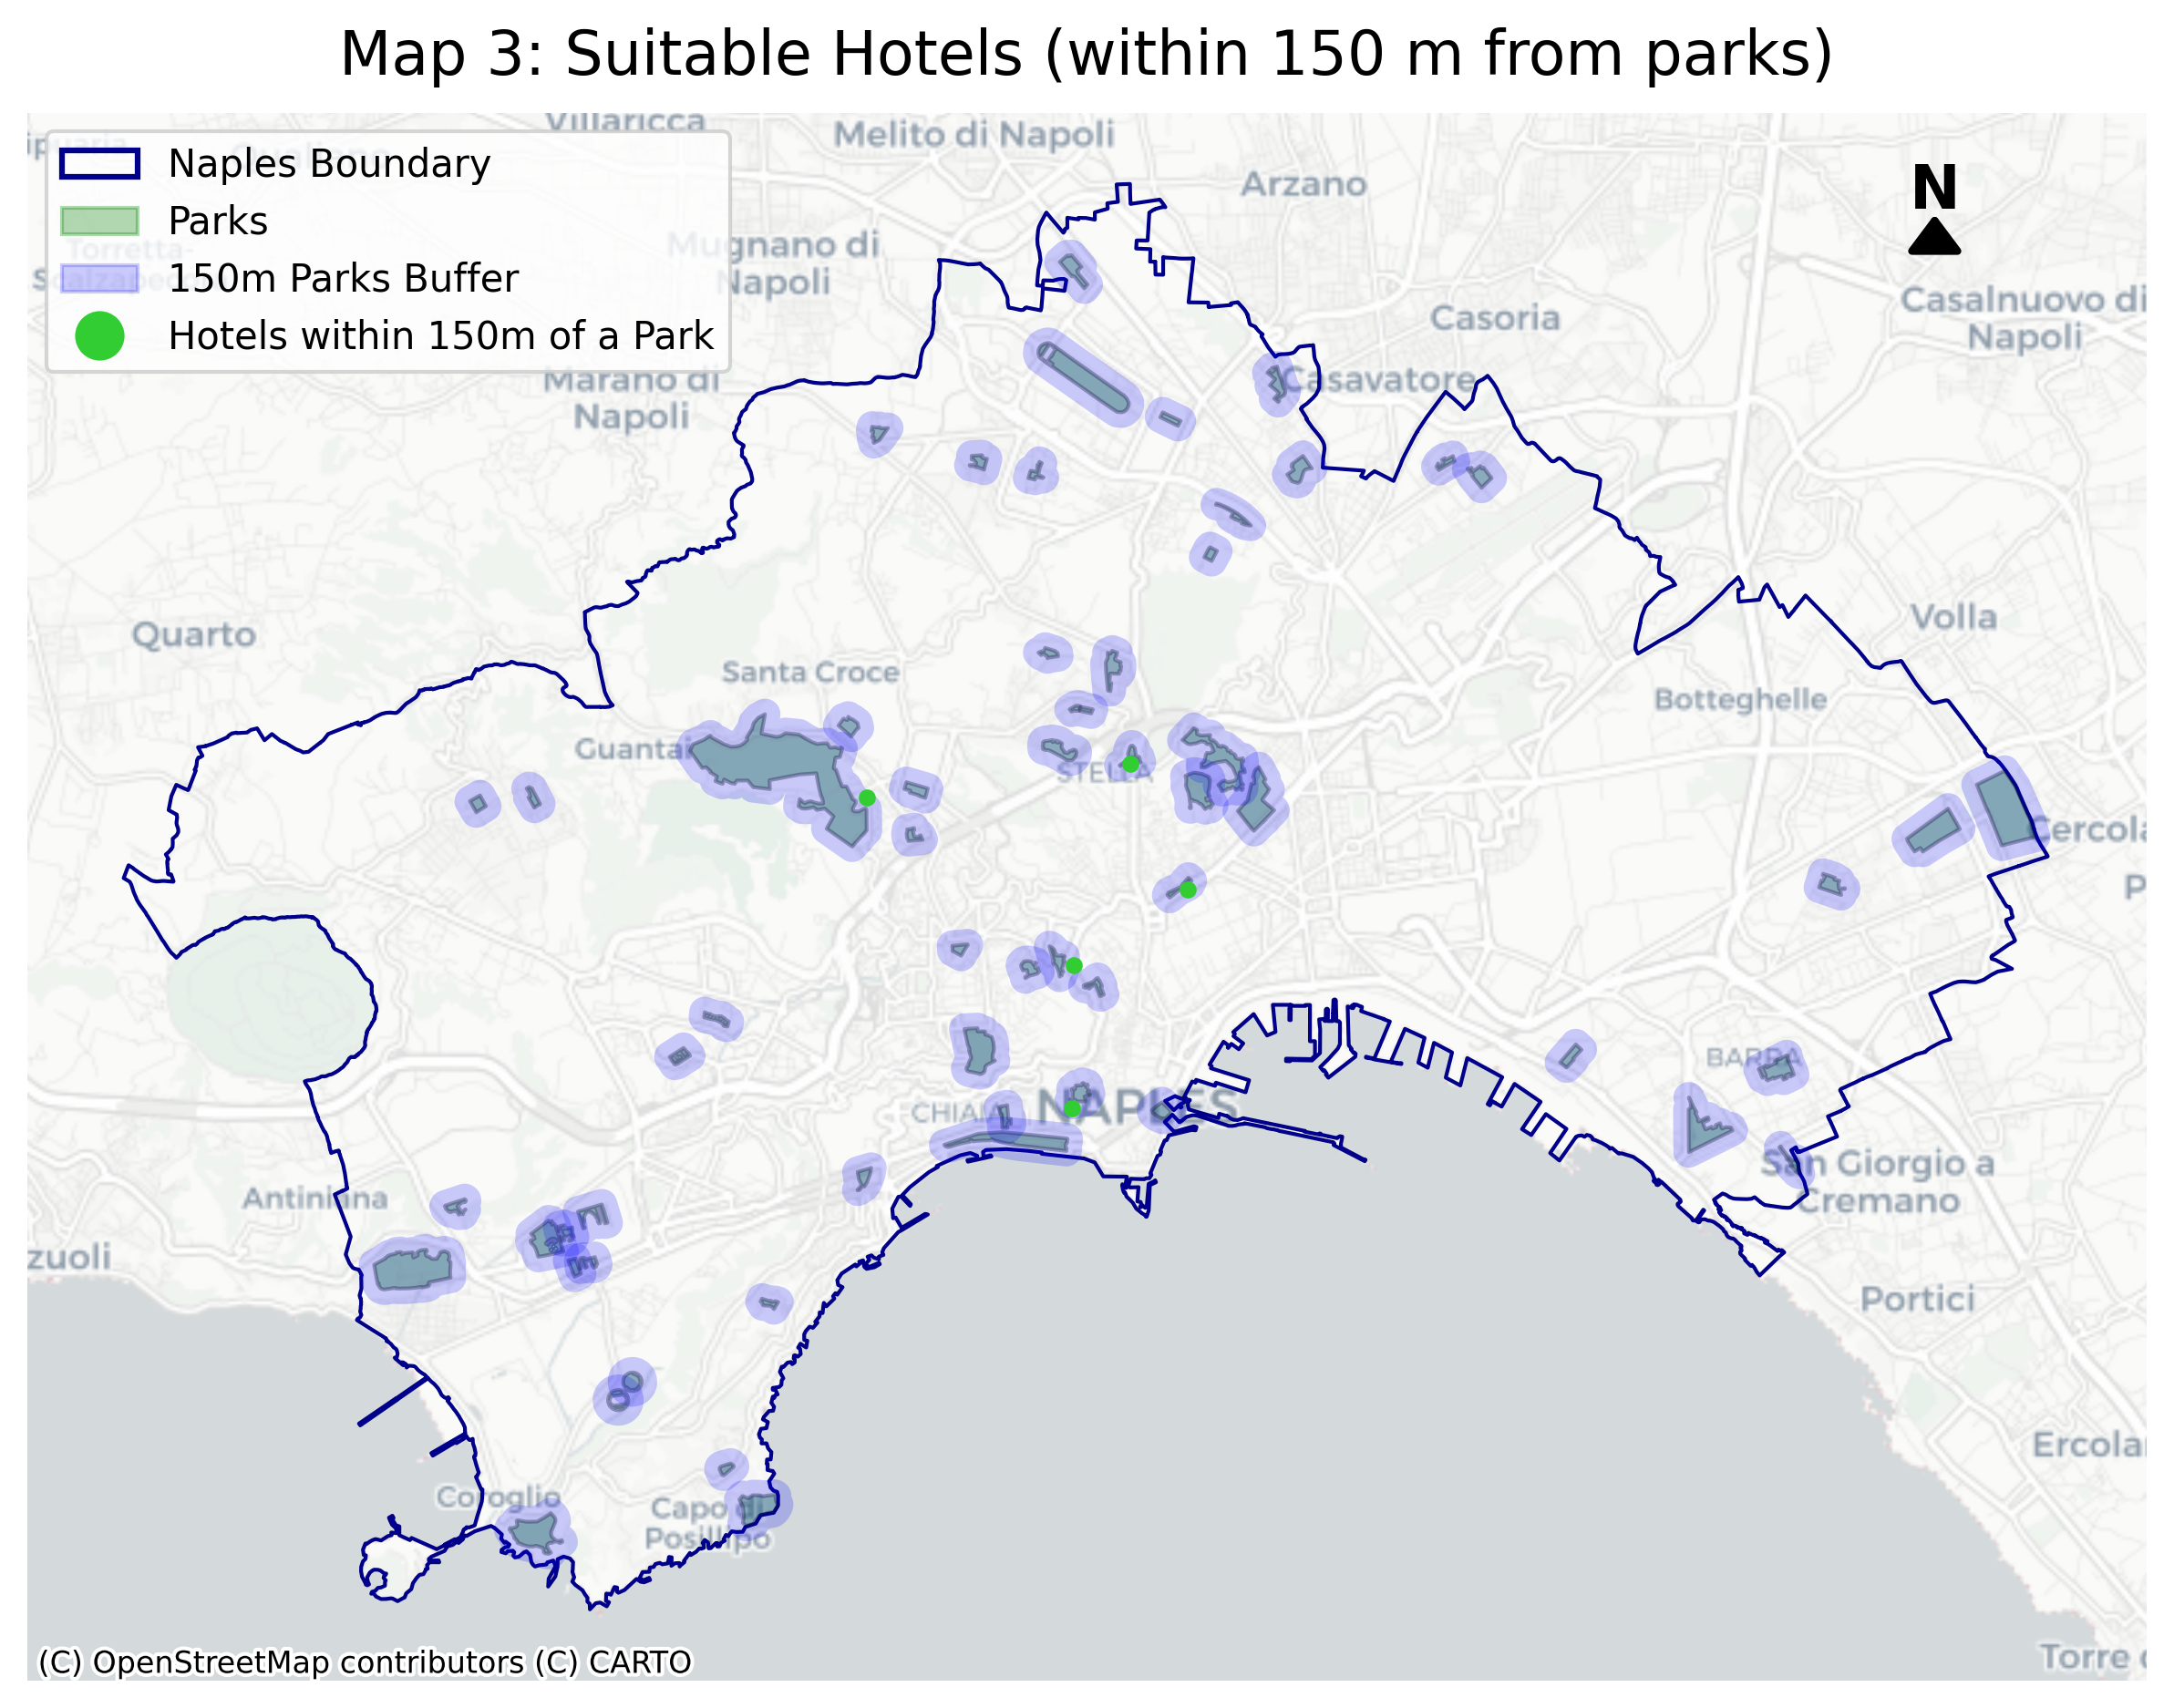 Map 3: Suitable Hotels (within 150 m from parks)
Villaricca
Melito di Napoli
Arzano
N
Naples Boundary
Parks
150m Parks Buffer
Hotels within 150m of a Park
Torretta-
Scalzapecora
Mugnano di
Napoli
Casoria
Casalnuovo di
Napoli
Marano di
Napoli
Casavatore
Quarto
Volla
Santa Croce
Botteghelle
Guantai
STELLA
Cercola
P
BARRA
CHIAIA
NAPLES
San Giorgio a
Cremano
Antiniana
zuoli
Portici
Ercola
Coroglio
Capo di
Posillipo
Torre
(C) OpenStreetMap contributors (C) CARTO